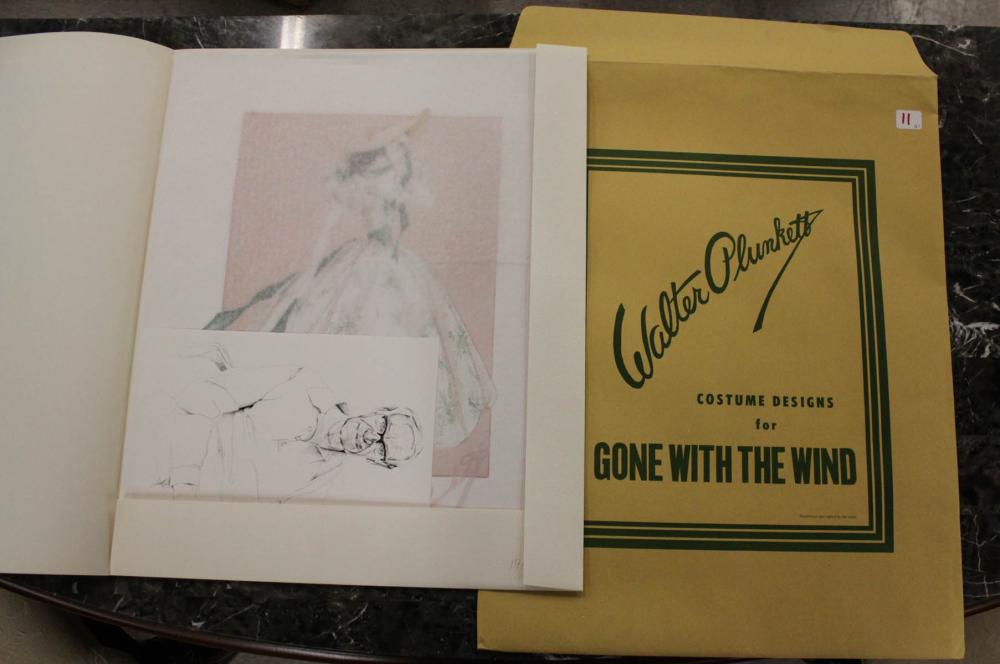 11
Walter Plunkett
COSTUME DESIGNS
for
GONE WITH THE WIND